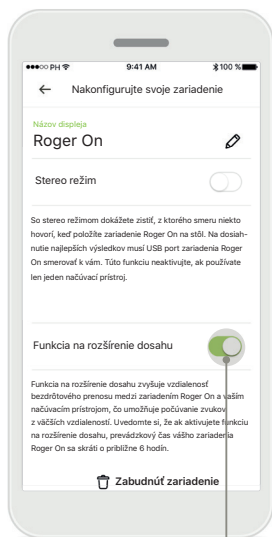 ●●●○○ PH 9:41 AM 100 %
Nakonfigurujte svoje zariadenie
Názov displeja
Roger On
Stereo režim
So stereo režimom dokážete zistiť, z ktorého smeru niekto
hovorí, keď položíte zariadenie Roger On na stôl. Na dosiah-
nutie najlepších výsledkov musí USB port zariadenia Roger
On smerovať k vám. Túto funkciu neaktivujte, ak používate
len jeden načúvací prístroj.
Funkcia na rozšírenie dosahu
Funkcia na rozšírenie dosahu zvyšuje vzdialenosť
bezdrôtového prenosu medzi zariadením Roger On a vaším
načúvacím prístrojom, čo umožňuje počúvanie zvukov
z väčších vzdialeností. Uvedomte si, že ak aktivujete funkciu
na rozšírenie dosahu, prevádzkový čas vášho zariadenia
Roger On sa skráti o približne 6 hodín.
Zabudnúť zariadenie